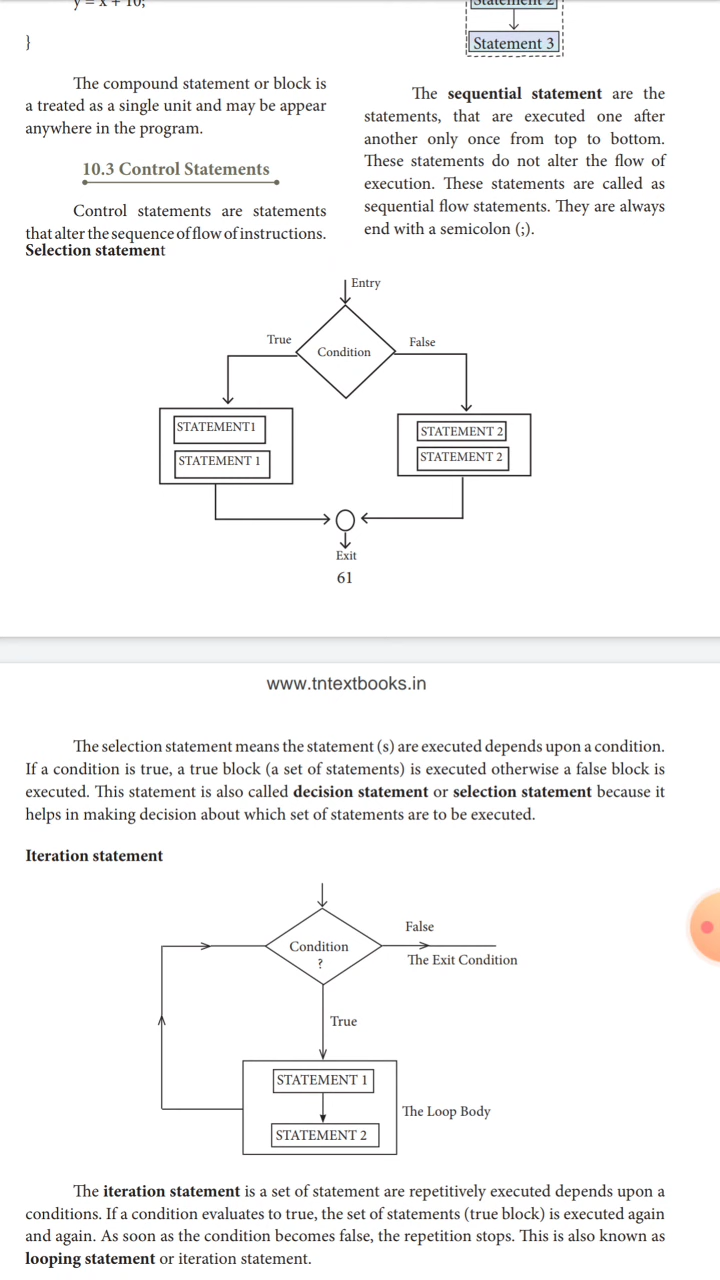 y = x + 10;
}
The compound statement or block is
a treated as a single unit and may be appear
anywhere in the program.
10.3 Control Statements
Control statements are statements
that alter the sequence of flow of instructions.
Statement 2
Statement 3
The sequential statement are the
statements, that are executed one after
another only once from top to bottom.
These statements do not alter the flow of
execution. These statements are called as
sequential flow statements. They are always
end with a semicolon (;).
Selection statement
Entry
True
Condition
False
STATEMENT1
STATEMENT 1
STATEMENT 2
STATEMENT 2
Exit
61
www.tntextbooks.in
The selection statement means the statement (s) are executed depends upon a condition.
If a condition is true, a true block (a set of statements) is executed otherwise a false block is
executed. This statement is also called decision statement or selection statement because it
helps in making decision about which set of statements are to be executed.
Iteration statement
False
Condition
?
The Exit Condition
True
STATEMENT 1
The Loop Body
STATEMENT 2
The iteration statement is a set of statement are repetitively executed depends upon a
conditions. If a condition evaluates to true, the set of statements (true block) is executed again
and again. As soon as the condition becomes false, the repetition stops. This is also known as
looping statement or iteration statement.